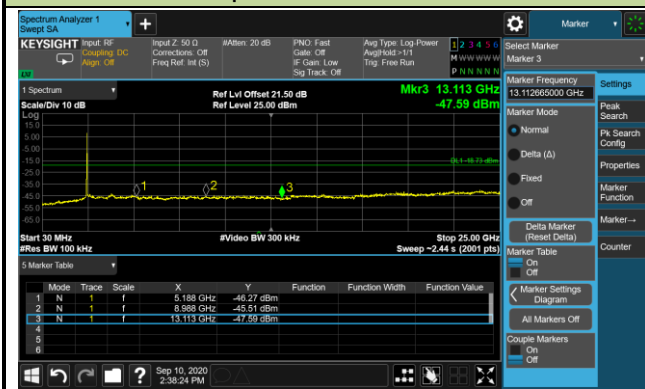 Spectrum Analyzer 1
Swept SA
Marker
KEYSIGHT
Input: RF
Coupling: DC
Align: Off
Input Z: 50 Ω
Corrections: Off
Freq Ref: Int (S)
#Atten: 20 dB
PNO: Fast
Gate: Off
IF Gain: Low
Sig Track: Off
Avg Type: Log-Power
Avg|Hold:>1/1
Trig: Free Run
1 2 3 4 5 6
M W W W W W
P N N N N N
Select Marker
Marker 3
1 Spectrum
Scale/Div 10 dB
Log
Ref Lvl Offset 21.50 dB
Ref Level 25.00 dBm
Mkr3 13.113 GHz
-47.59 dBm
15.0
5.00
-5.00
-15.0
-25.0
-35.0
-45.0
-55.0
-65.0
DL1 -18.73 dBm
1
2
3
Start 30 MHz
#Res BW 100 kHz
#Video BW 300 kHz
Stop 25.00 GHz
Sweep ~2.44 s (2001 pts)
5 Marker Table
Mode Trace Scale X Y Function Function Width Function Value
1 N 1 f 5.188 GHz -46.27 dBm
2 N 1 f 8.988 GHz -45.51 dBm
3 N 1 f 13.113 GHz -47.59 dBm
4
5
6
Marker Frequency
13.112665000 GHz
Marker Mode
Normal
Delta (Δ)
Fixed
Off
Delta Marker
(Reset Delta)
Marker Table
On
Off
Marker Settings
Diagram
All Markers Off
Couple Markers
On
Off
Settings
Peak
Search
Pk Search
Config
Properties
Marker
Function
Marker→
Counter
Sep 10, 2020
2:38:24 PM